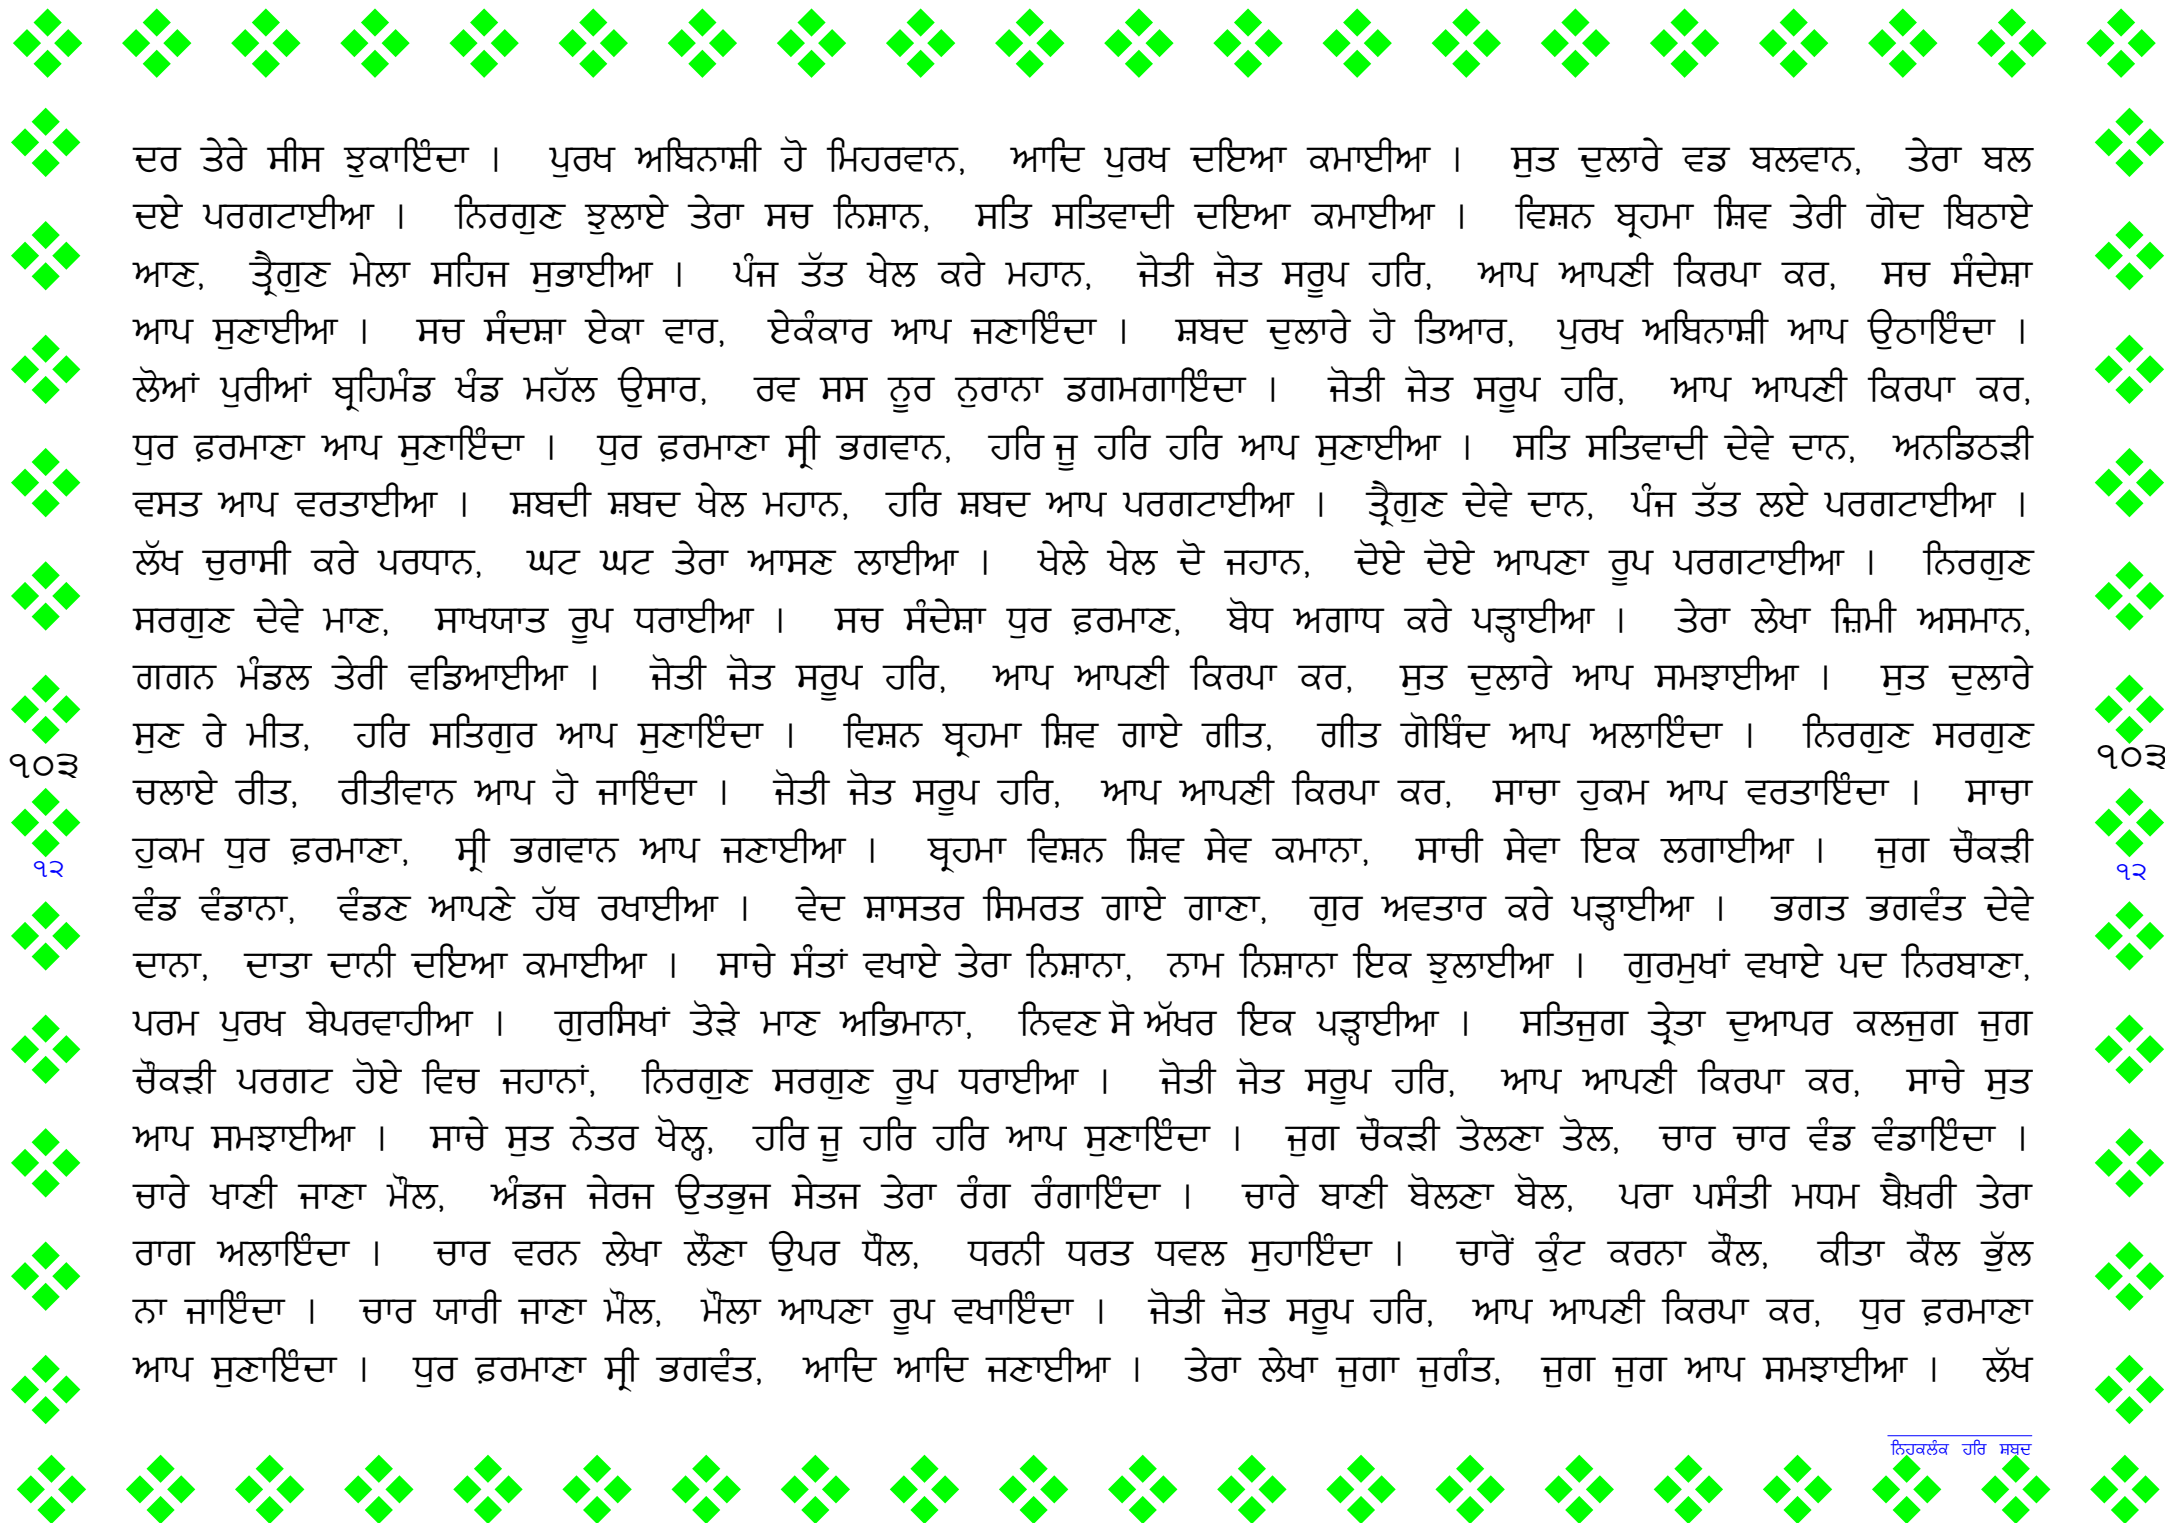 ਦਰ ਤੇਰੇ ਸੀਸ ਝੁਕਾਇੰਦਾ । ਪੁਰਖ ਅਬਿਨਾਸ਼ੀ ਹੋ ਮਿਹਰਵਾਨ, ਆਦਿ ਪੁਰਖ ਦਇਆ ਕਮਾਈਆ । ਸੁਤ ਦੁਲਾਰੇ ਵਡ ਬਲਵਾਨ, ਤੇਰਾ ਬਲ
ਦਏ ਪਰਗਟਾਈਆ । ਨਿਰਗੁਣ ਝੁਲਾਏ ਤੇਰਾ ਸਚ ਨਿਸ਼ਾਨ, ਸਤਿ ਸਤਿਵਾਦੀ ਦਇਆ ਕਮਾਈਆ । ਵਿਸ਼ਨ ਬ੍ਰਹਮਾ ਸ਼ਿਵ ਤੇਰੀ ਗੋਦ ਬਿਠਾਏ
ਆਣ, ਤ੍ਰੈਗੁਣ ਮੇਲਾ ਸਹਿਜ ਸੁਭਾਈਆ । ਪੰਜ ਤੱਤ ਖੇਲ ਕਰੇ ਮਹਾਨ, ਜੋਤੀ ਜੋਤ ਸਰੂਪ ਹਰਿ, ਆਪ ਆਪਣੀ ਕਿਰਪਾ ਕਰ, ਸਚ ਸੰਦੇਸ਼ਾ
ਆਪ ਸੁਣਾਈਆ । ਸਚ ਸੰਦਸ਼ਾ ਏਕਾ ਵਾਰ, ਏਕੰਕਾਰ ਆਪ ਜਣਾਇੰਦਾ । ਸ਼ਬਦ ਦੁਲਾਰੇ ਹੋ ਤਿਆਰ, ਪੁਰਖ ਅਬਿਨਾਸ਼ੀ ਆਪ ਉਠਾਇੰਦਾ ।
ਲੋਆਂ ਪੁਰੀਆਂ ਬ੍ਰਹਿਮੰਡ ਖੰਡ ਮਹੱਲ ਉਸਾਰ, ਰਵ ਸਸ ਨੂਰ ਨੁਰਾਨਾ ਡਗਮਗਾਇੰਦਾ । ਜੋਤੀ ਜੋਤ ਸਰੂਪ ਹਰਿ, ਆਪ ਆਪਣੀ ਕਿਰਪਾ ਕਰ,
ਧੁਰ ਫ਼ਰਮਾਣਾ ਆਪ ਸੁਣਾਇੰਦਾ । ਧੁਰ ਫ਼ਰਮਾਣਾ ਸ੍ਰੀ ਭਗਵਾਨ, ਹਰਿ ਜੂ ਹਰਿ ਹਰਿ ਆਪ ਸੁਣਾਈਆ । ਸਤਿ ਸਤਿਵਾਦੀ ਦੇਵੇ ਦਾਨ, ਅਨਡਿਠੜੀ
ਵਸਤ ਆਪ ਵਰਤਾਈਆ । ਸ਼ਬਦੀ ਸ਼ਬਦ ਖੇਲ ਮਹਾਨ, ਹਰਿ ਸ਼ਬਦ ਆਪ ਪਰਗਟਾਈਆ । ਤ੍ਰੈਗੁਣ ਦੇਵੇ ਦਾਨ, ਪੰਜ ਤੱਤ ਲਏ ਪਰਗਟਾਈਆ ।
ਲੱਖ ਚੁਰਾਸੀ ਕਰੇ ਪਰਧਾਨ, ਘਟ ਘਟ ਤੇਰਾ ਆਸਣ ਲਾਈਆ । ਖੇਲੇ ਖੇਲ ਦੋ ਜਹਾਨ, ਦੋਏ ਦੋਏ ਆਪਣਾ ਰੂਪ ਪਰਗਟਾਈਆ । ਨਿਰਗੁਣ
ਸਰਗੁਣ ਦੇਵੇ ਮਾਣ, ਸਾਖਯਾਤ ਰੂਪ ਧਰਾਈਆ । ਸਚ ਸੰਦੇਸ਼ਾ ਧੁਰ ਫ਼ਰਮਾਣ, ਬੋਧ ਅਗਾਧ ਕਰੇ ਪੜ੍ਹਾਈਆ । ਤੇਰਾ ਲੇਖਾ ਜ਼ਿਮੀ ਅਸਮਾਨ,
ਗਗਨ ਮੰਡਲ ਤੇਰੀ ਵਡਿਆਈਆ । ਜੋਤੀ ਜੋਤ ਸਰੂਪ ਹਰਿ, ਆਪ ਆਪਣੀ ਕਿਰਪਾ ਕਰ, ਸੁਤ ਦੁਲਾਰੇ ਆਪ ਸਮਝਾਈਆ । ਸੁਤ ਦੁਲਾਰੇ
ਸੁਣ ਰੇ ਮੀਤ, ਹਰਿ ਸਤਿਗੁਰ ਆਪ ਸੁਣਾਇੰਦਾ । ਵਿਸ਼ਨ ਬ੍ਰਹਮਾ ਸ਼ਿਵ ਗਾਏ ਗੀਤ, ਗੀਤ ਗੋਬਿੰਦ ਆਪ ਅਲਾਇੰਦਾ । ਨਿਰਗੁਣ ਸਰਗੁਣ
੧੦੩ ੧੦੩
ਚਲਾਏ ਰੀਤ, ਰੀਤੀਵਾਨ ਆਪ ਹੋ ਜਾਇੰਦਾ । ਜੋਤੀ ਜੋਤ ਸਰੂਪ ਹਰਿ, ਆਪ ਆਪਣੀ ਕਿਰਪਾ ਕਰ, ਸਾਚਾ ਹੁਕਮ ਆਪ ਵਰਤਾਇੰਦਾ । ਸਾਚਾ
ਹੁਕਮ ਧੁਰ ਫ਼ਰਮਾਣਾ, ਸ੍ਰੀ ਭਗਵਾਨ ਆਪ ਜਣਾਈਆ । ਬ੍ਰਹਮਾ ਵਿਸ਼ਨ ਸ਼ਿਵ ਸੇਵ ਕਮਾਨਾ, ਸਾਚੀ ਸੇਵਾ ਇਕ ਲਗਾਈਆ । ਜੁਗ ਚੌਕੜੀ
੧੨ ੧੨
ਵੰਡ ਵੰਡਾਨਾ, ਵੰਡਣ ਆਪਣੇ ਹੱਥ ਰਖਾਈਆ । ਵੇਦ ਸ਼ਾਸਤਰ ਸਿਮਰਤ ਗਾਏ ਗਾਣਾ, ਗੁਰ ਅਵਤਾਰ ਕਰੇ ਪੜ੍ਹਾਈਆ । ਭਗਤ ਭਗਵੰਤ ਦੇਵੇ
ਦਾਨਾ, ਦਾਤਾ ਦਾਨੀ ਦਇਆ ਕਮਾਈਆ । ਸਾਚੇ ਸੰਤਾਂ ਵਖਾਏ ਤੇਰਾ ਨਿਸ਼ਾਨਾ, ਨਾਮ ਨਿਸ਼ਾਨਾ ਇਕ ਝੁਲਾਈਆ । ਗੁਰਮੁਖਾਂ ਵਖਾਏ ਪਦ ਨਿਰਬਾਣਾ,
ਪਰਮ ਪੁਰਖ ਬੇਪਰਵਾਹੀਆ । ਗੁਰਸਿਖਾਂ ਤੋੜੇ ਮਾਣ ਅਭਿਮਾਨਾ, ਨਿਵਣ ਸੋ ਅੱਖਰ ਇਕ ਪੜ੍ਹਾਈਆ । ਸਤਿਜੁਗ ਤ੍ਰੇਤਾ ਦੁਆਪਰ ਕਲਜੁਗ ਜੁਗ
ਚੌਕੜੀ ਪਰਗਟ ਹੋਏ ਵਿਚ ਜਹਾਨਾਂ, ਨਿਰਗੁਣ ਸਰਗੁਣ ਰੂਪ ਧਰਾਈਆ । ਜੋਤੀ ਜੋਤ ਸਰੂਪ ਹਰਿ, ਆਪ ਆਪਣੀ ਕਿਰਪਾ ਕਰ, ਸਾਚੇ ਸੁਤ
ਆਪ ਸਮਝਾਈਆ । ਸਾਚੇ ਸੁਤ ਨੇਤਰ ਖੋਲ੍ਹ, ਹਰਿ ਜੂ ਹਰਿ ਹਰਿ ਆਪ ਸੁਣਾਇੰਦਾ । ਜੁਗ ਚੌਕੜੀ ਤੋਲਣਾ ਤੋਲ, ਚਾਰ ਚਾਰ ਵੰਡ ਵੰਡਾਇੰਦਾ ।
ਚਾਰੇ ਖਾਣੀ ਜਾਣਾ ਮੌਲ, ਅੰਡਜ ਜੇਰਜ ਉਤਭੁਜ ਸੇਤਜ ਤੇਰਾ ਰੰਗ ਰੰਗਾਇੰਦਾ । ਚਾਰੇ ਬਾਣੀ ਬੋਲਣਾ ਬੋਲ, ਪਰਾ ਪਸੰਤੀ ਮਧਮ ਬੈਖ਼ਰੀ ਤੇਰਾ
ਰਾਗ ਅਲਾਇੰਦਾ । ਚਾਰ ਵਰਨ ਲੇਖਾ ਲੌਣਾ ਉਪਰ ਧੌਲ, ਧਰਨੀ ਧਰਤ ਧਵਲ ਸੁਹਾਇੰਦਾ । ਚਾਰੋਂ ਕੁੰਟ ਕਰਨਾ ਕੌਲ, ਕੀਤਾ ਕੌਲ ਭੁੱਲ
ਨਾ ਜਾਇੰਦਾ । ਚਾਰ ਯਾਰੀ ਜਾਣਾ ਮੌਲ, ਮੌਲਾ ਆਪਣਾ ਰੂਪ ਵਖਾਇੰਦਾ । ਜੋਤੀ ਜੋਤ ਸਰੂਪ ਹਰਿ, ਆਪ ਆਪਣੀ ਕਿਰਪਾ ਕਰ, ਧੁਰ ਫ਼ਰਮਾਣਾ
ਆਪ ਸੁਣਾਇੰਦਾ । ਧੁਰ ਫ਼ਰਮਾਣਾ ਸ੍ਰੀ ਭਗਵੰਤ, ਆਦਿ ਆਦਿ ਜਣਾਈਆ । ਤੇਰਾ ਲੇਖਾ ਜੁਗਾ ਜੁਗੰਤ, ਜੁਗ ਜੁਗ ਆਪ ਸਮਝਾਈਆ । ਲੱਖ
ਨਿਹਕਲੰਕ ਹਰਿ ਸ਼ਬਦ